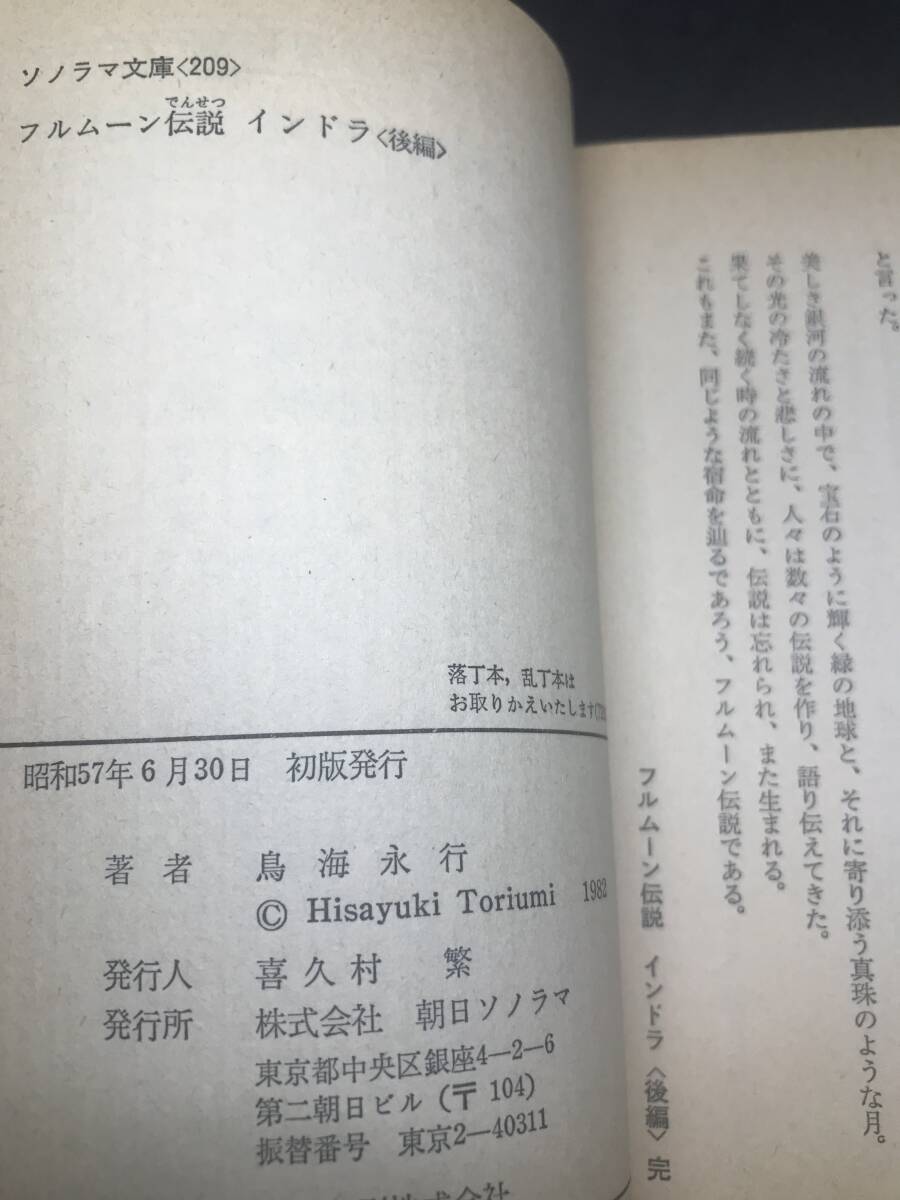 ソノラマ文庫〈209〉
フルムーン伝説 インドラ〈後編〉
でんせつ
落丁本，乱丁本は
お取りかえいたします
昭和57年6月30日 初版発行
著者 鳥海永行
© Hisayuki Toriumi 1982
発行人 喜久村 繁
発行所 株式会社 朝日ソノラマ
東京都中央区銀座4―2―6
第二朝日ビル（〒104）
振替番号 東京2―40311
株式会社
と言った。
美しき銀河の流れの中で、宝石のように輝く緑の地球と、それに寄り添う真珠のような月。
その光の冷たさと悲しさに、人々は数々の伝説を作り、語り伝えてきた。
果てしなく続く時の流れとともに、伝説は忘れられ、また生まれる。
これもまた、同じような宿命を辿るであろう、フルムーン伝説である。
フルムーン伝説 インドラ〈後編〉 完